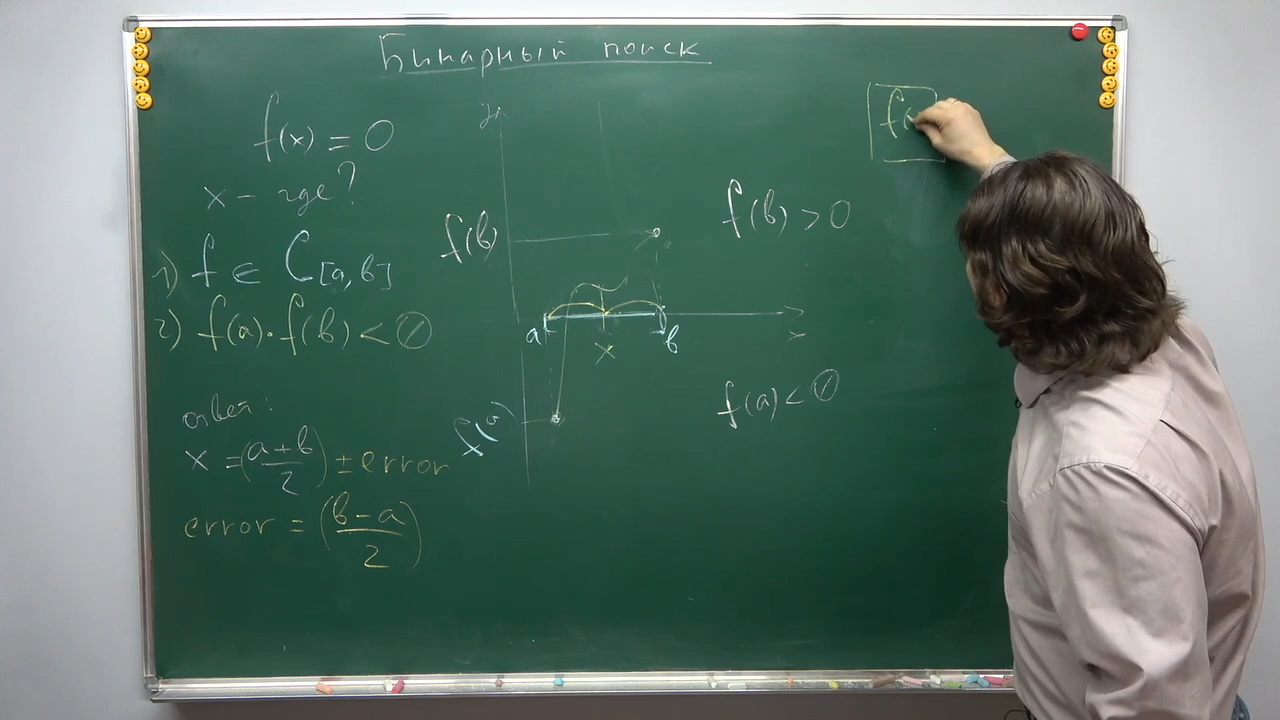 Бинарный поиск
f(x) = 0
x – где?
1) f ∈ C[a, в]
2) f(a) · f(в) < 0
ответ:
x = (a + в / 2) ± error
error = (в – a / 2)
y
f(в)
a
x
в
x
f(a)
f(в) > 0
f(a) < 0
f(